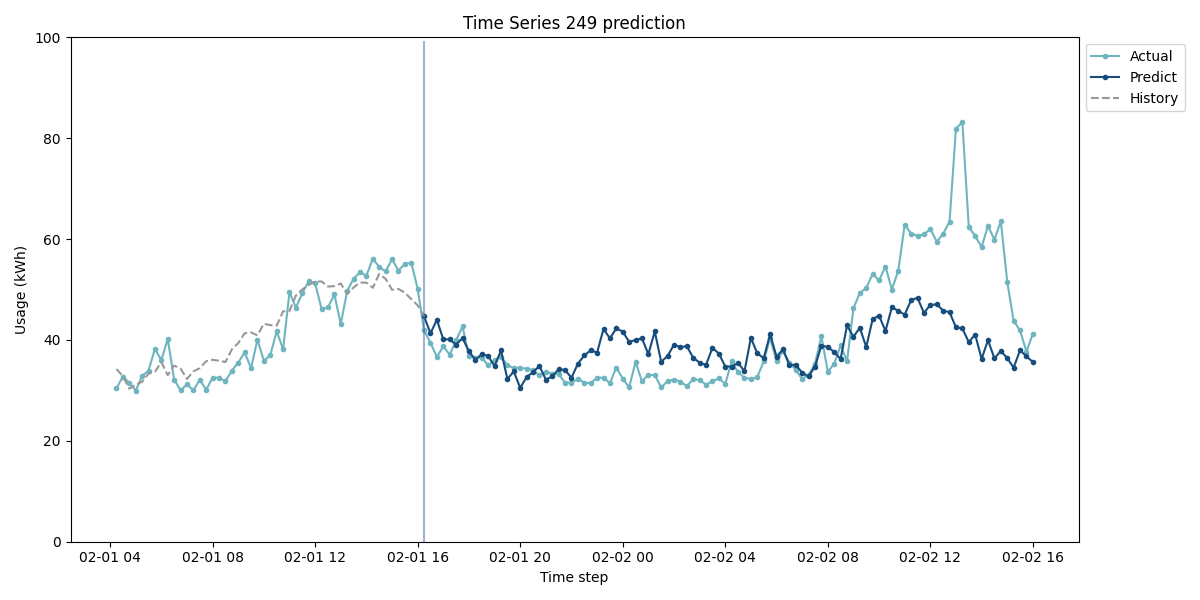 Time Series 249 prediction
Usage (kWh)
100
80
60
40
20
0
02-01 04
02-01 08
02-01 12
02-01 16
02-01 20
02-02 00
02-02 04
02-02 08
02-02 12
02-02 16
Time step
Actual
Predict
History